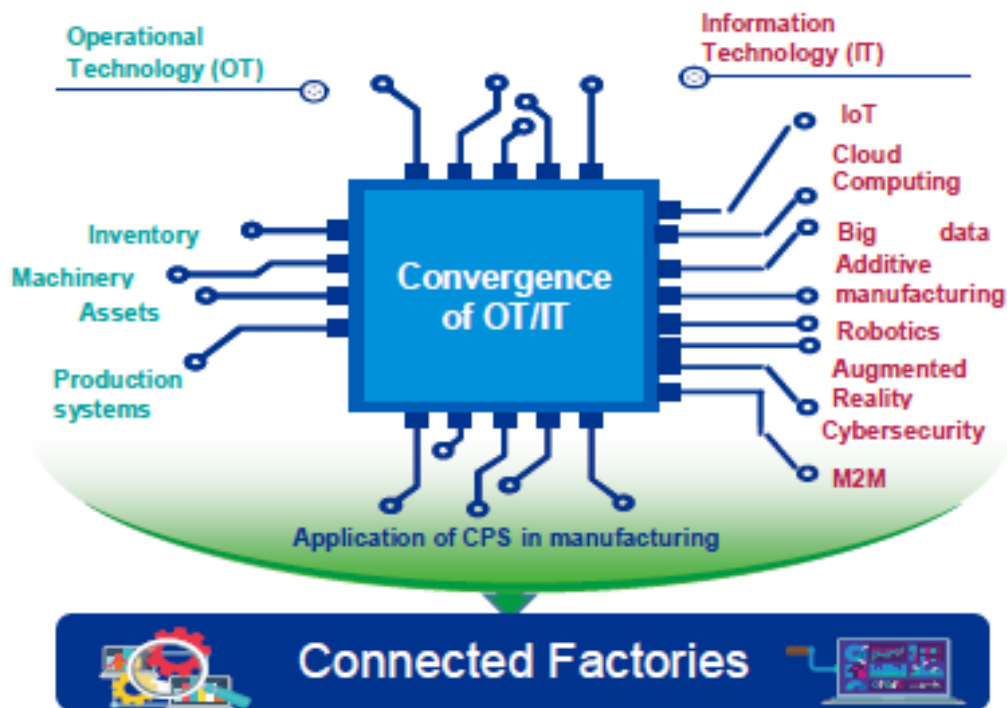 Operational
Technology (OT)
Information
Technology (IT)
Inventory
Machinery
Assets
Production
systems
Convergence
of OT/IT
IoT
Cloud
Computing
Big data
Additive
manufacturing
Robotics
Augmented
Reality
Cybersecurity
M2M
Application of CPS in manufacturing
Connected Factories